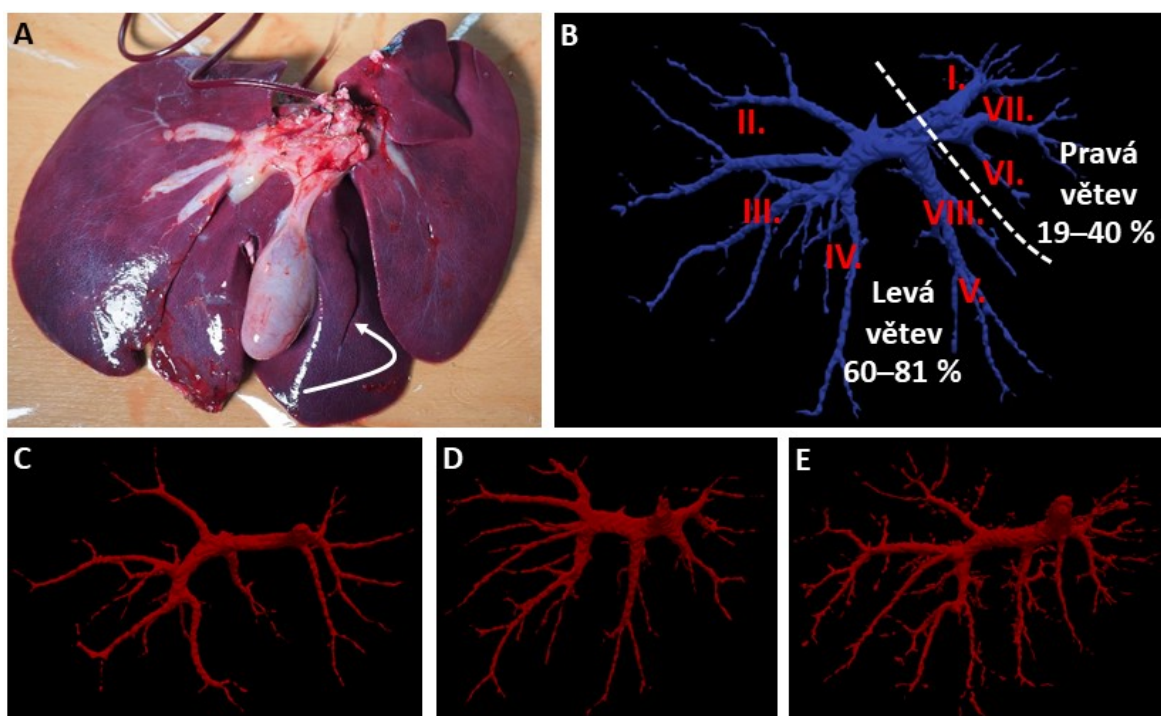 A
B
I.
II.
VII.
Pravá
větev
19–40 %
VI.
III.
VIII.
IV.
V.
Levá
větev
60–81 %
C
D
E